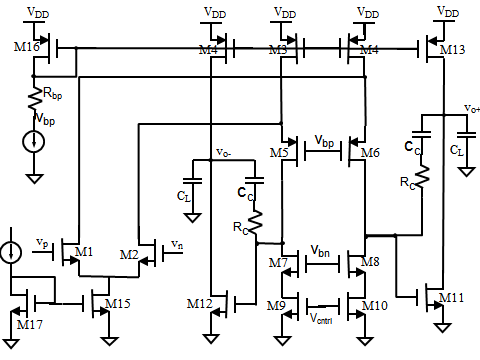 VDD VDD VDD VDD VDD
M16 M4 M3 M4 M13
Rbp
Vbp
vo+
CC CL
M5 Vbp M6
vo-
CL CC
RC
RC
vp M1 M2 vn
M7 Vbn M8
M17 M15 M12 M9 Vcntrl M10 M11